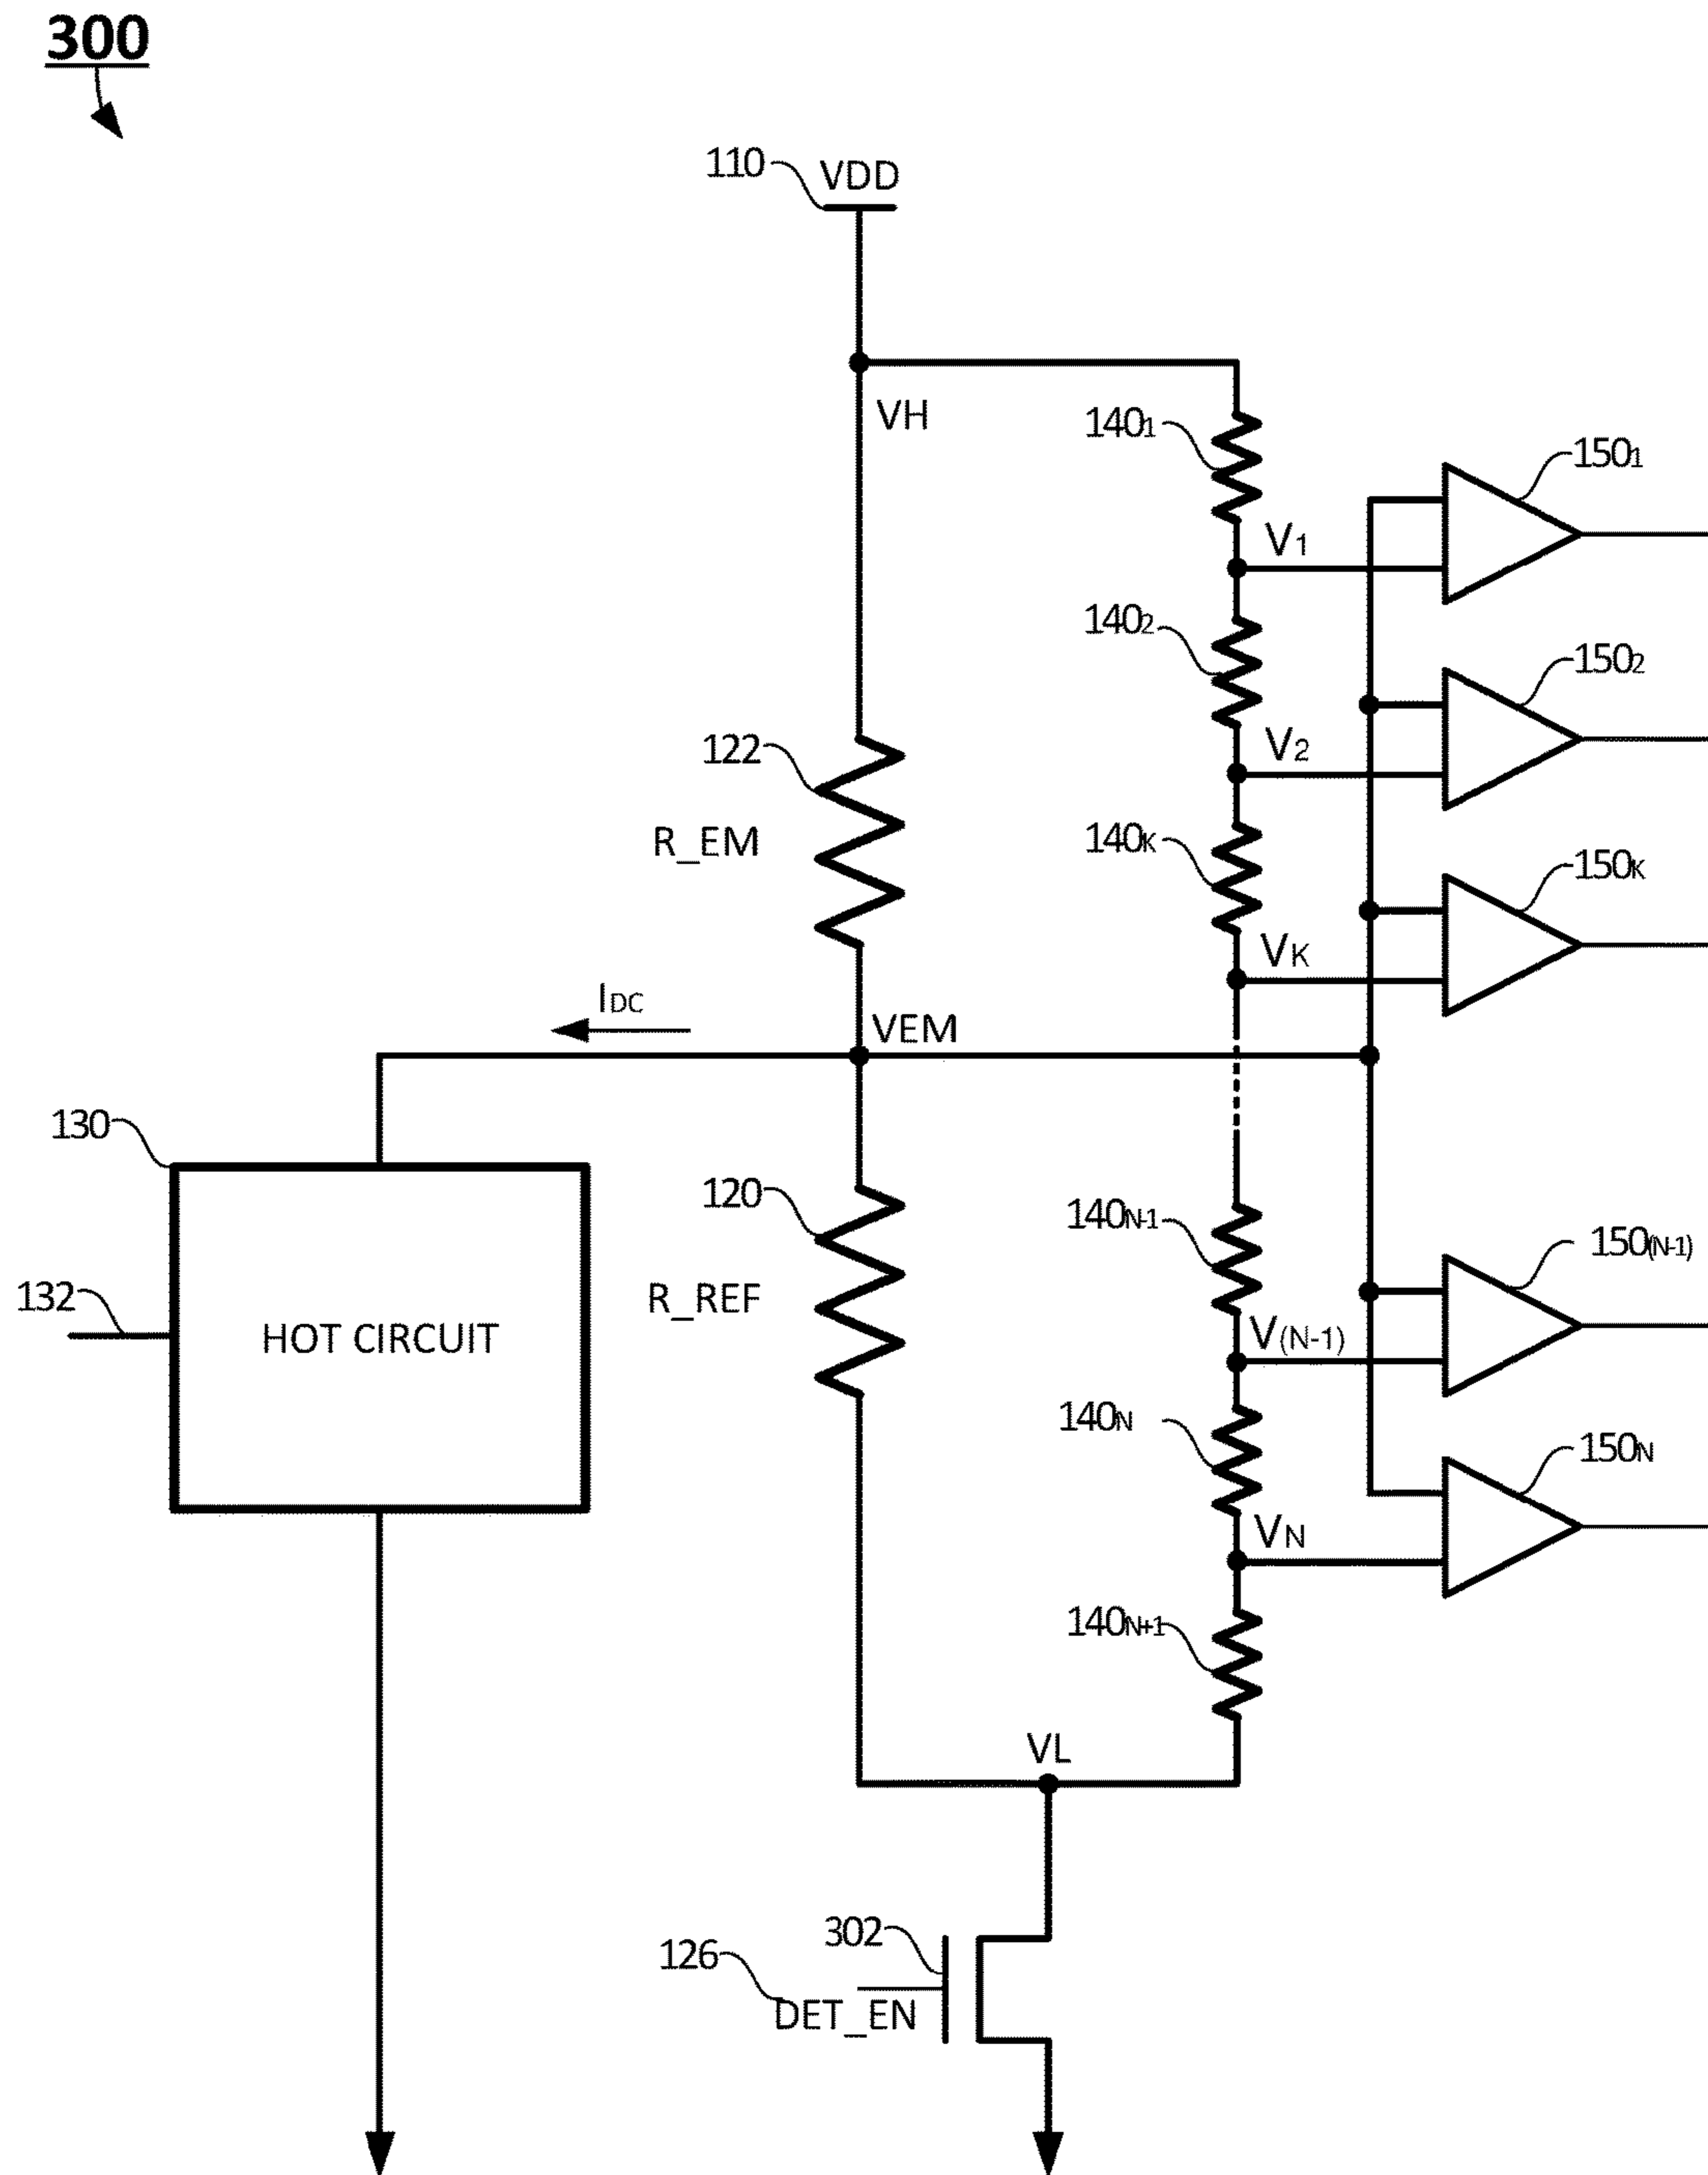 300
110
VDD
VH
140₁
150₁
V₁
140₂
150₂
V₂
122
140ₖ
150ₖ
R_EM
Vₖ
I_DC
VEM
130
120
140N-1
150(N-1)
132
HOT CIRCUIT
R_REF
V(N-1)
140N
150N
VN
140N+1
VL
302
126
DET_EN